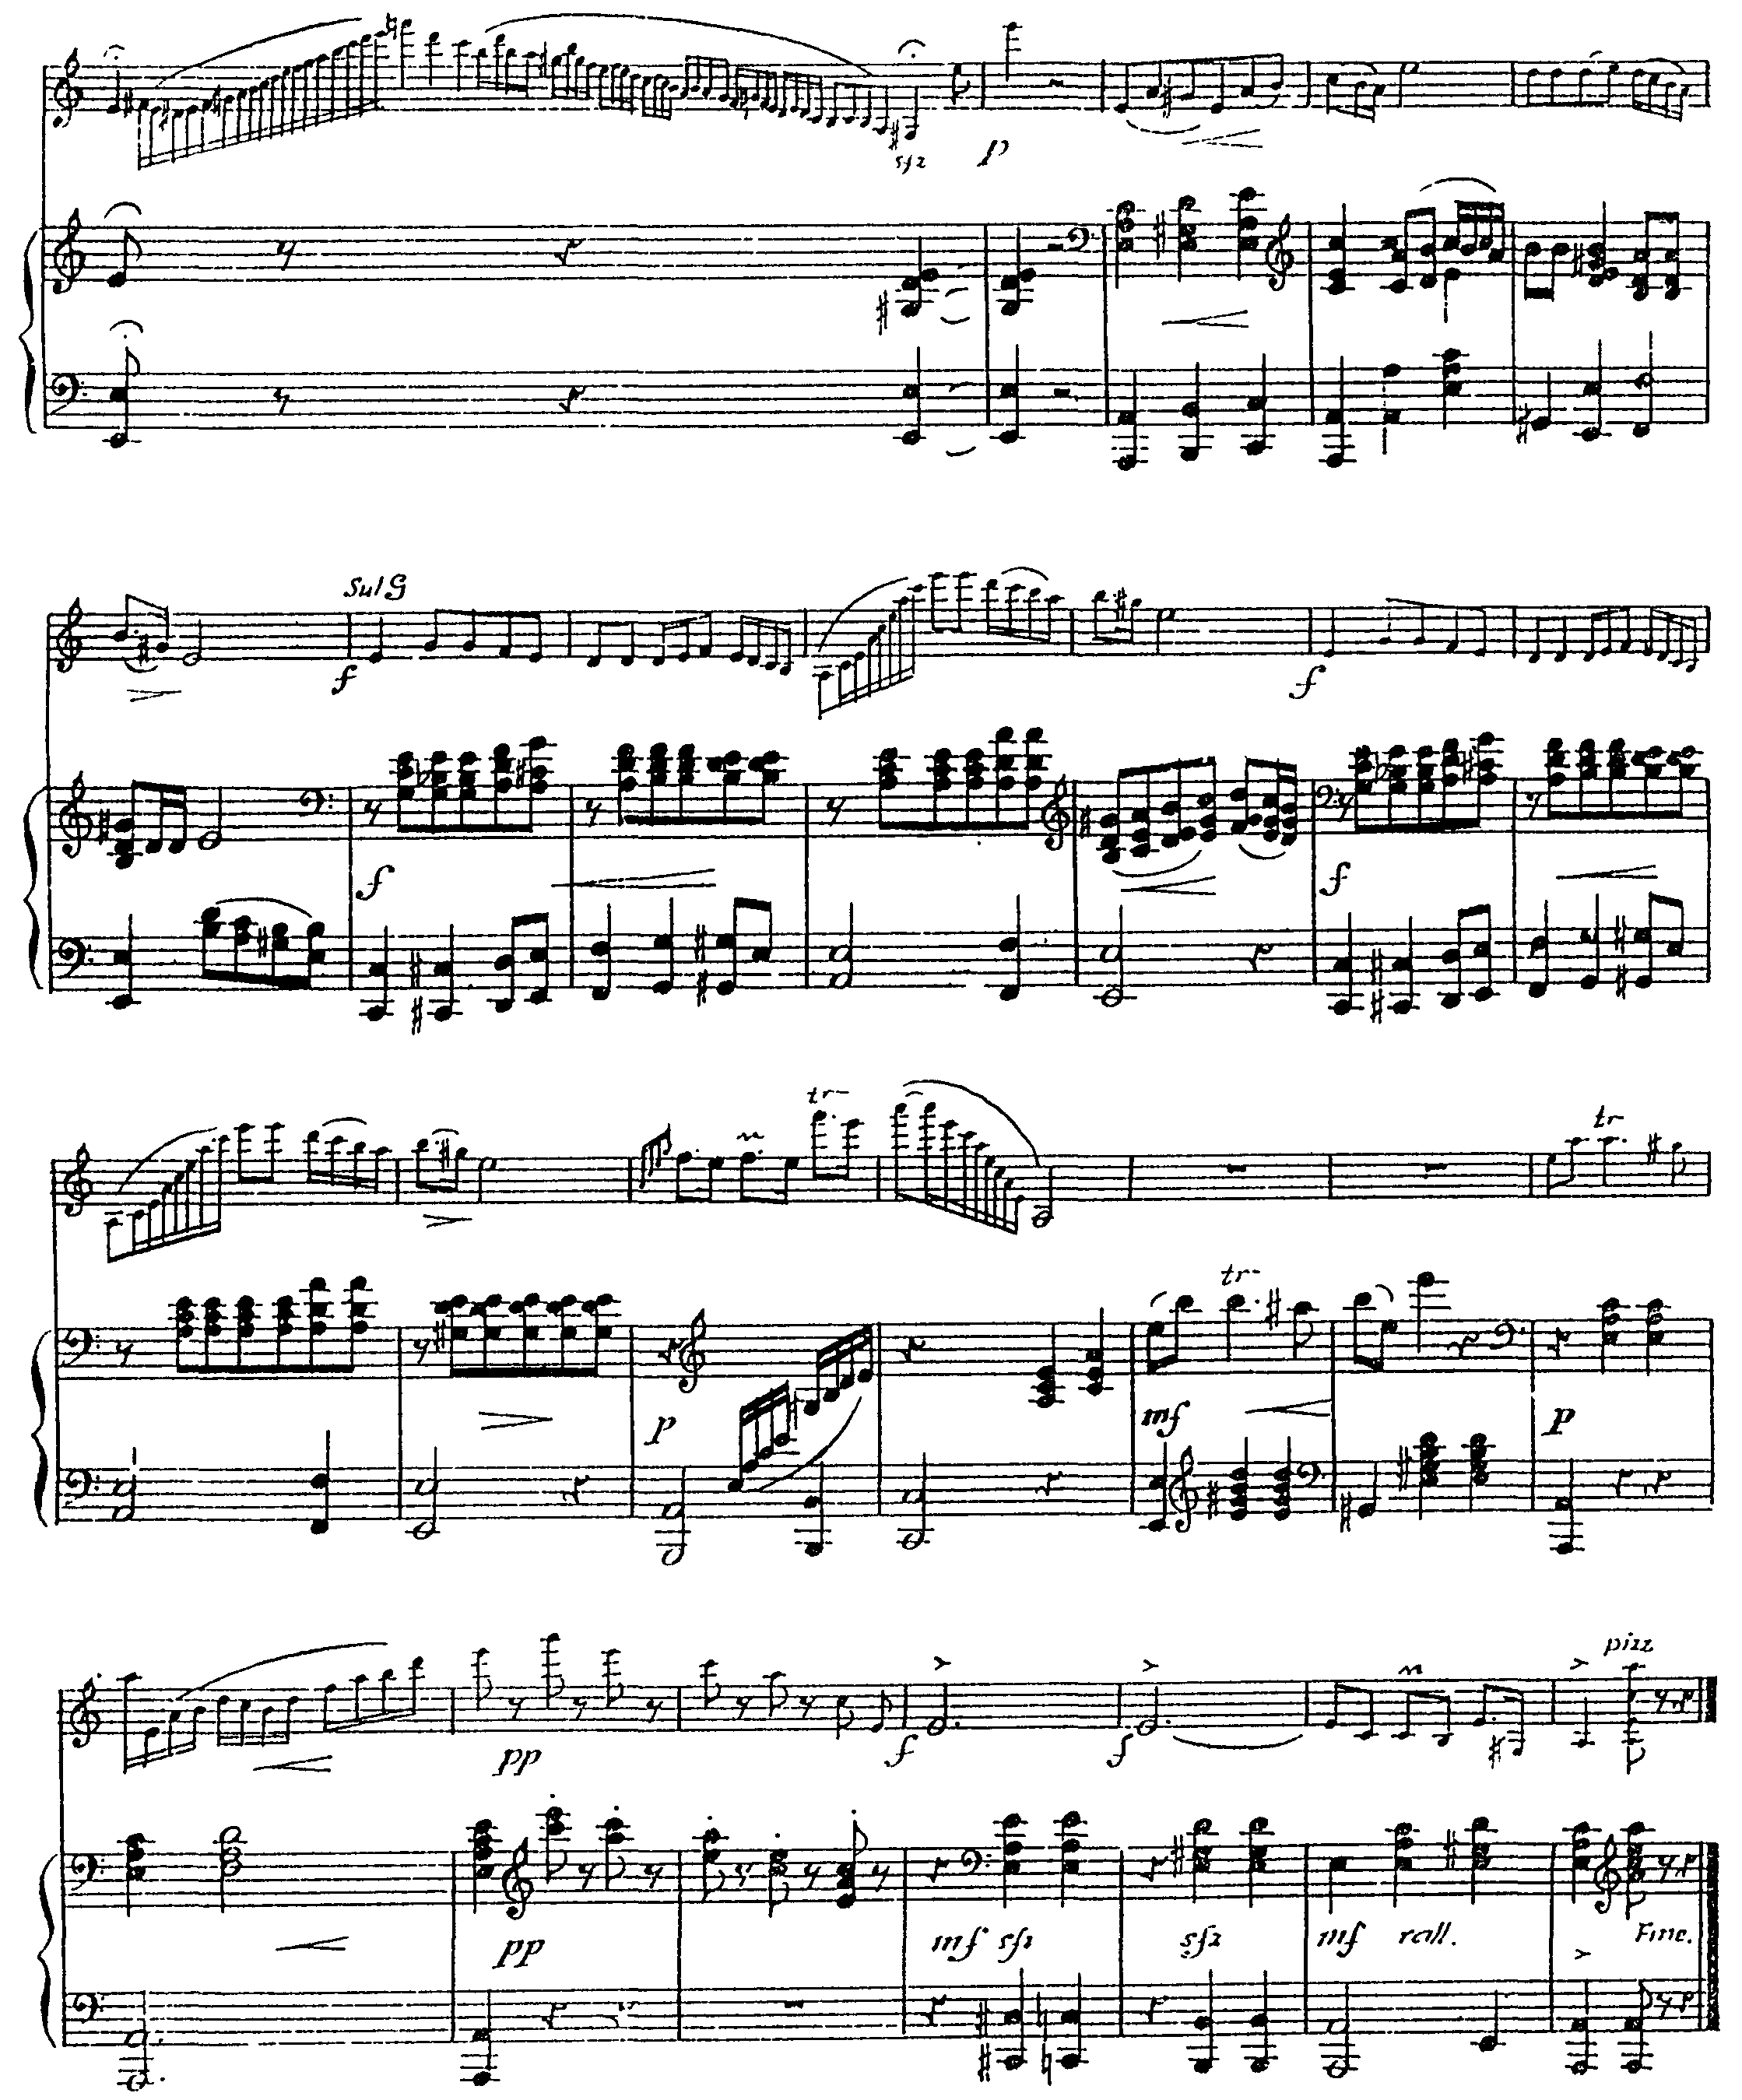 sfz
p
sul G
f
f
f
f
tr
tr
p
mf
p
tr
pizz
pp
f
f
pp
mf sfz
sfz
mf rall.
Fine.